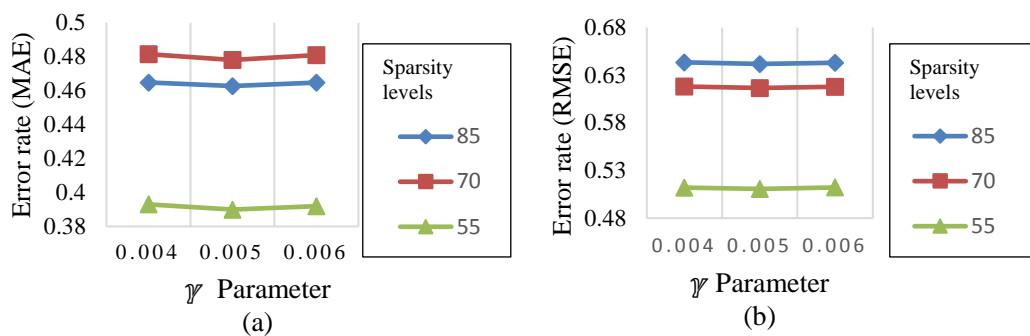 Error rate (MAE)
0.5
0.48
0.46
0.44
0.42
0.4
0.38
0.004 0.005 0.006
γ Parameter
(a)
Sparsity
levels
85
70
55
Error rate (RMSE)
0.68
0.63
0.58
0.53
0.48
0.004 0.005 0.006
γ Parameter
(b)
Sparsity
levels
85
70
55